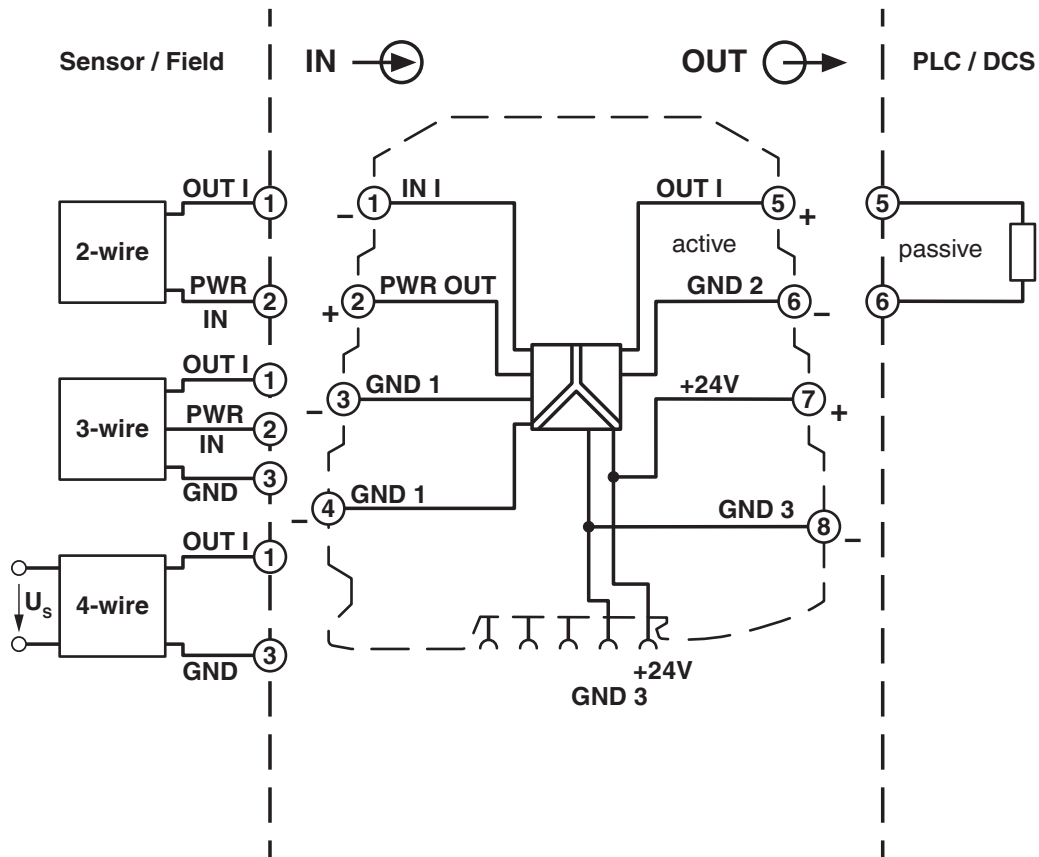 Sensor / Field
IN
OUT
PLC / DCS
OUT I
1
2-wire
PWR
IN
2
OUT I
1
3-wire
PWR
IN
2
GND
3
OUT I
1
Us
4-wire
GND
3
1
IN I
−
2
PWR OUT
+
3
GND 1
−
4
GND 1
−
OUT I
5
+
active
GND 2
6
−
+24V
7
+
GND 3
8
−
+24V
GND 3
5
passive
6